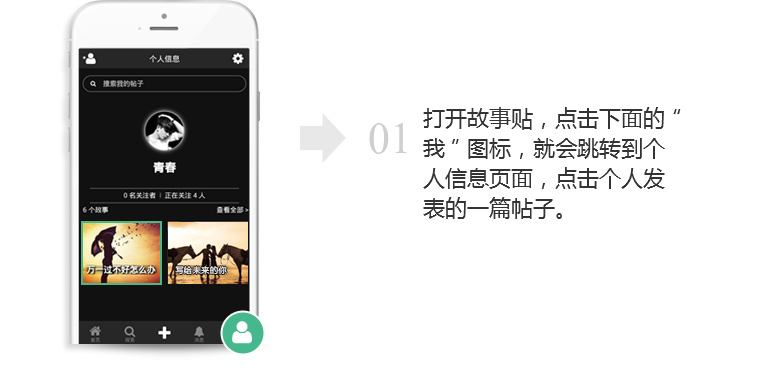 个人信息
搜索我的帖子
青春
0 名关注者 | 正在关注 4 人
6 个故事
查看全部 >
万一过不好怎么办
写给未来的你
首页
探索
消息
01
打开故事贴，点击下面的“
我”图标，就会跳转到个
人信息页面，点击个人发
表的一篇帖子。